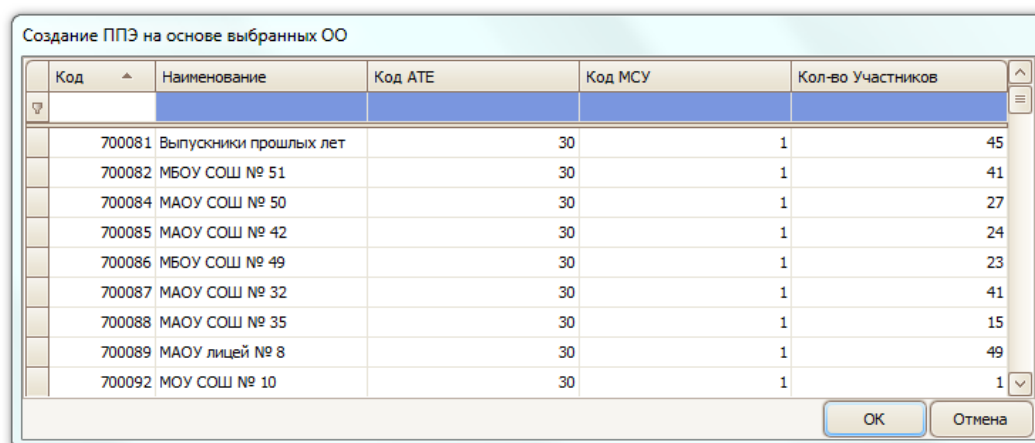 Создание ППЭ на основе выбранных ОО
Код Наименование Код АТЕ Код МСУ Кол-во Участников
700081 Выпускники прошлых лет 30 1 45
700082 МБОУ СОШ № 51 30 1 41
700084 МАОУ СОШ № 50 30 1 27
700085 МАОУ СОШ № 42 30 1 24
700086 МБОУ СОШ № 49 30 1 23
700087 МАОУ СОШ № 32 30 1 41
700088 МАОУ СОШ № 35 30 1 15
700089 МАОУ лицей № 8 30 1 49
700092 МОУ СОШ № 10 30 1 1
ОК Отмена